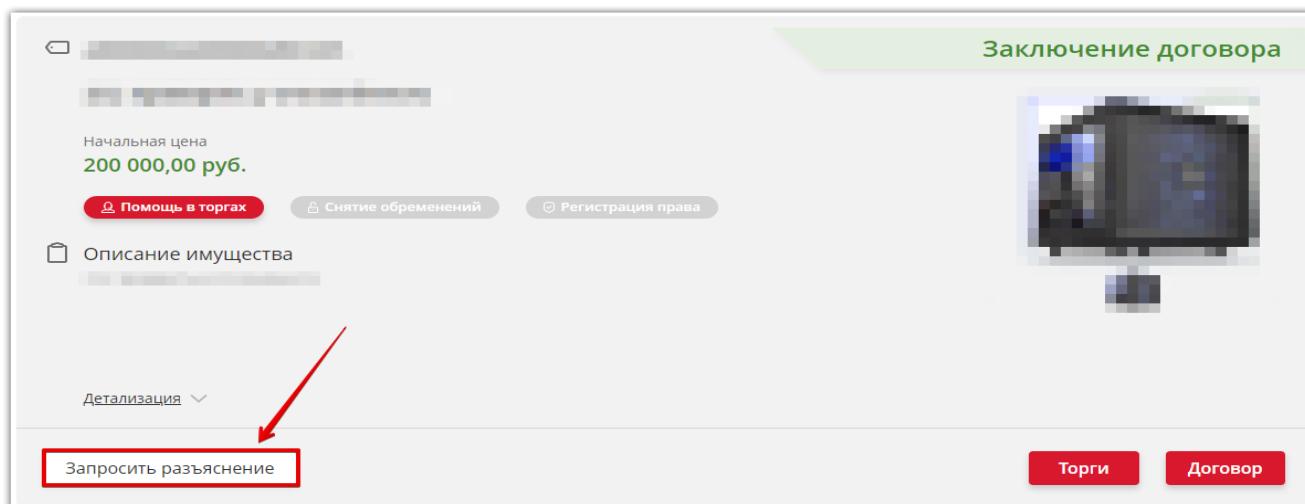 Заключение договора
Начальная цена
200 000,00 руб.
Помощь в торгах Снятие обременений Регистрация права
Описание имущества
Детализация
Запросить разъяснение Торги Договор